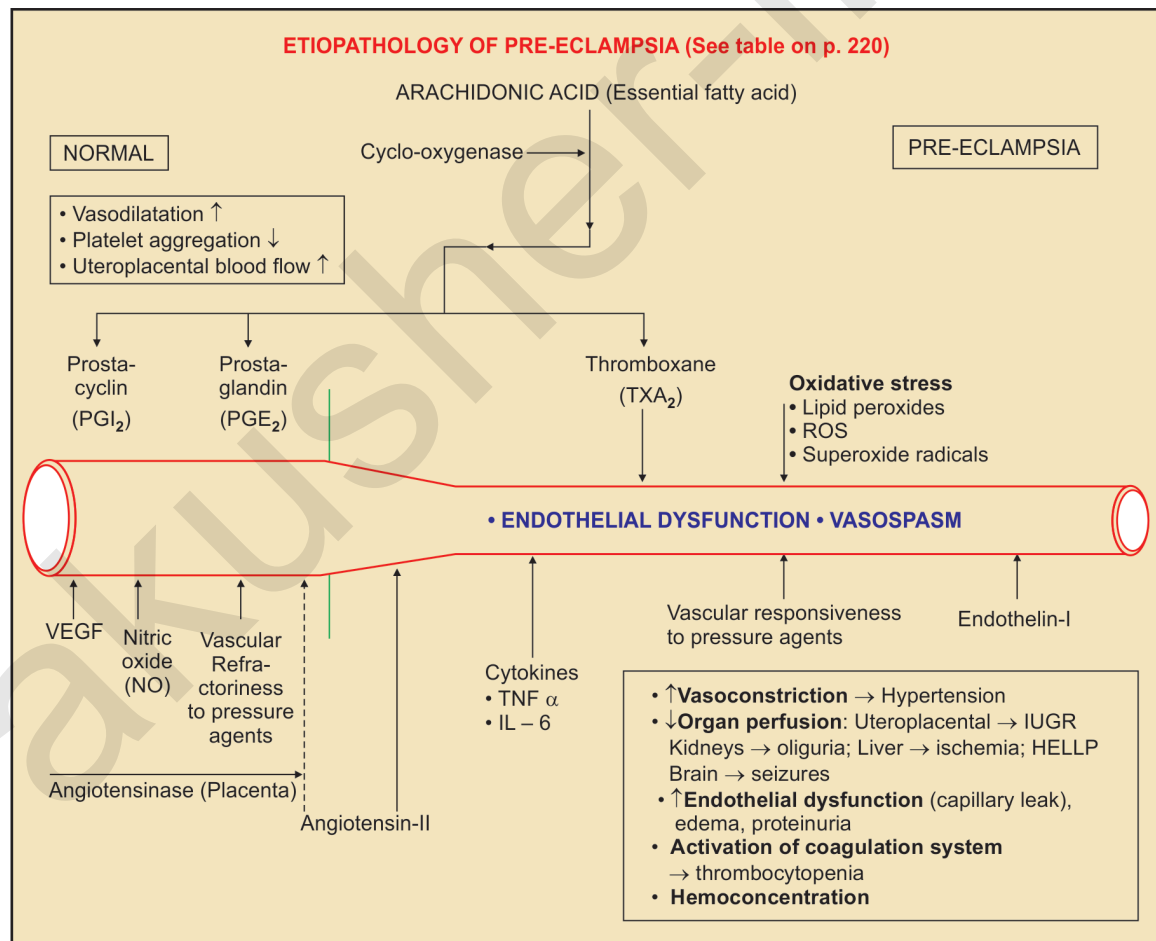 ETIOPATHOLOGY OF PRE-ECLAMPSIA (See table on p. 220)
ARACHIDONIC ACID (Essential fatty acid)
NORMAL
Cyclo-oxygenase
PRE-ECLAMPSIA
• Vasodilatation ↑
• Platelet aggregation ↓
• Uteroplacental blood flow ↑
Prosta-
cyclin
(PGI2)
Prosta-
glandin
(PGE2)
Thromboxane
(TXA2)
Oxidative stress
• Lipid peroxides
• ROS
• Superoxide radicals
• ENDOTHELIAL DYSFUNCTION • VASOSPASM
VEGF
Nitric
oxide
(NO)
Vascular
Refra-
ctoriness
to pressure
agents
Angiotensinase (Placenta)
Angiotensin-II
Cytokines
• TNF α
• IL – 6
Vascular responsiveness
to pressure agents
Endothelin-I
• ↑Vasoconstriction → Hypertension
• ↓Organ perfusion: Uteroplacental → IUGR
Kidneys → oliguria; Liver → ischemia; HELLP
Brain → seizures
• ↑Endothelial dysfunction (capillary leak),
edema, proteinuria
• Activation of coagulation system
→ thrombocytopenia
• Hemoconcentration
akusher-